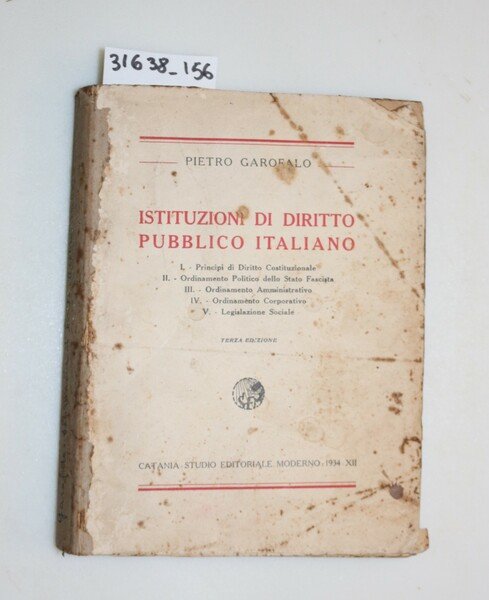 31638_156
PIETRO GAROFALO
ISTITUZIONI DI DIRITTO
PUBBLICO ITALIANO
I. - Principi di Diritto Costituzionale
II. - Ordinamento Politico dello Stato Fascista
III. - Ordinamento Amministrativo
IV. - Ordinamento Corporativo
V. - Legislazione Sociale
TERZA EDIZIONE
CATANIA - STUDIO EDITORIALE MODERNO - 1934 XII